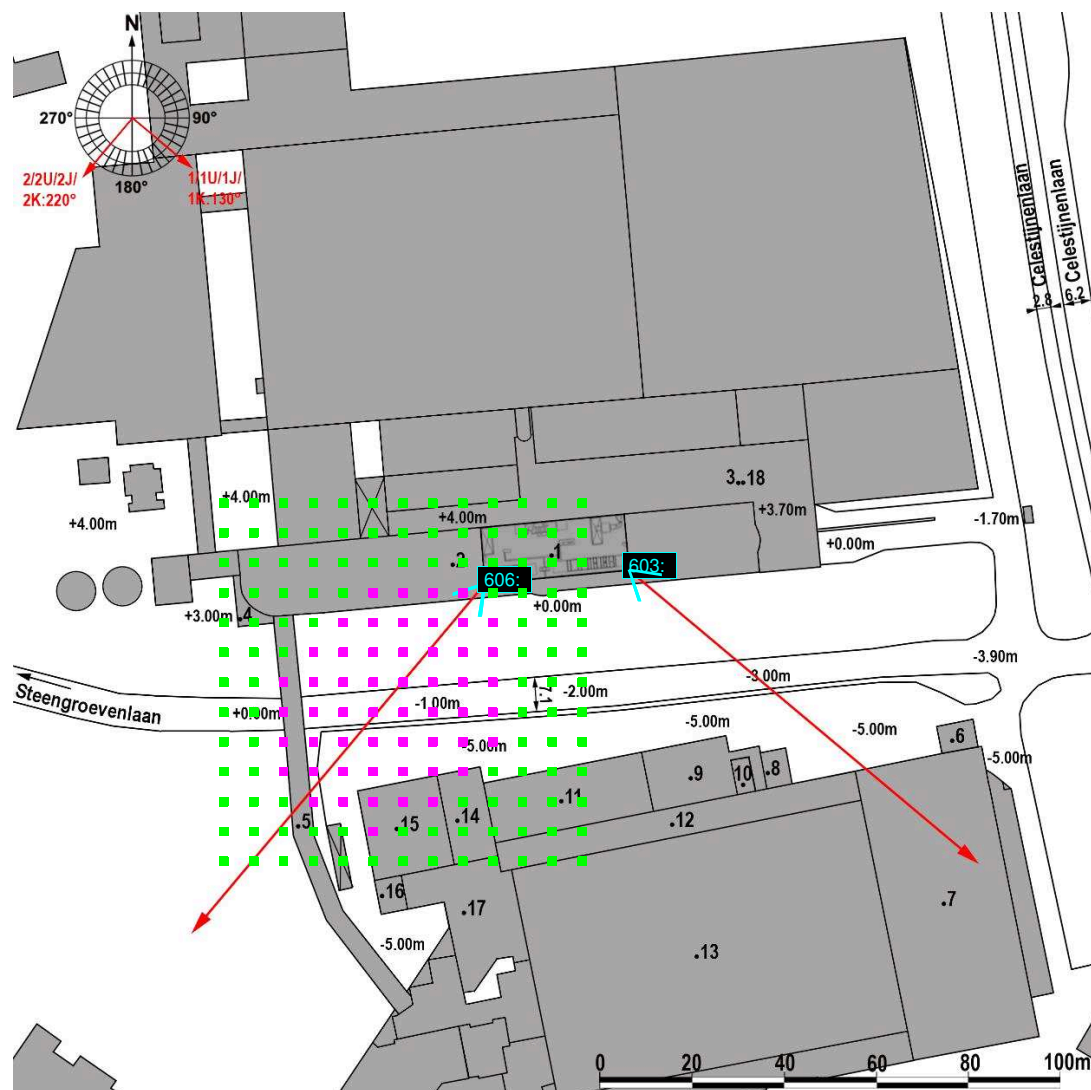 N
270°
90°
180°
2/2U/2J/
2K:220°
1/1U/1J/
1K:130°
Celestijnenlaan
Celestijnenlaan
2.8
6.2
3
18
+4.00m
+4.00m
+4.00m
+3.70m
-1.70m
+0.00m
2
1
606:
603:
+3.00m
4
+0.00m
-3.90m
-3.00m
Steengroevenlaan
+0.00m
-1.00m
7.1
-2.00m
-5.00m
-5.00m
-5.00m
-5.00m
6
9
10
8
11
15
14
12
5
16
17
7
-5.00m
13
0
20
40
60
80
100m